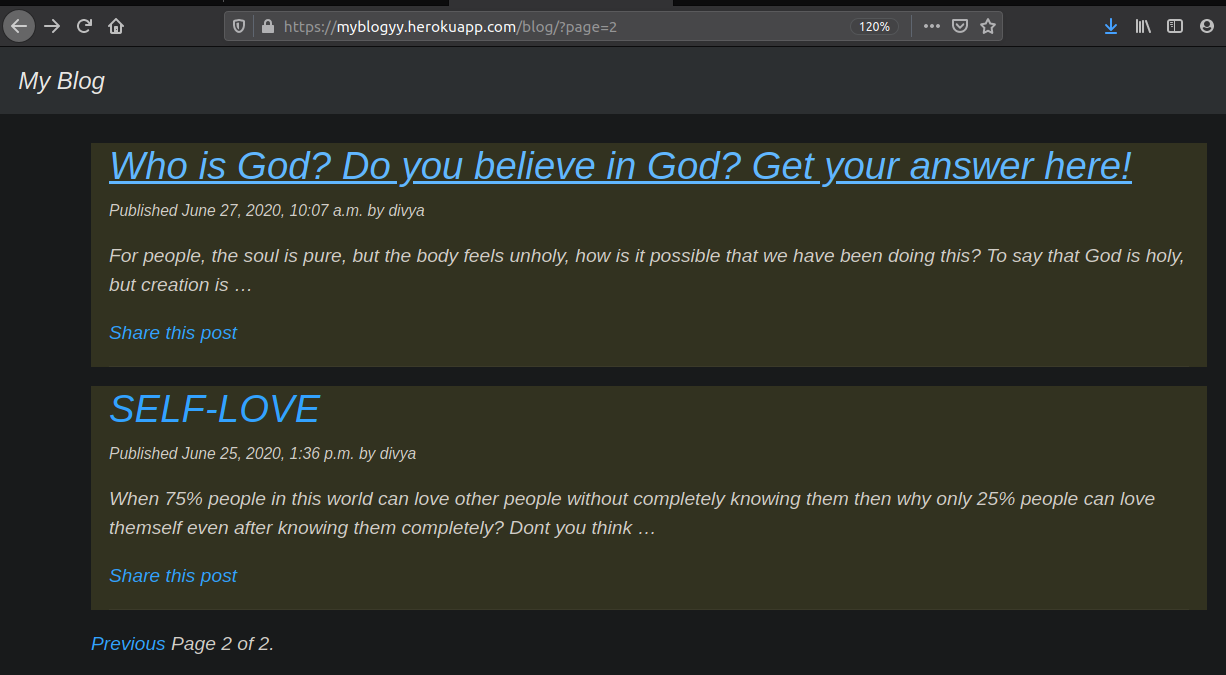 https://myblogyy.herokuapp.com/blog/?page=2
120%
My Blog
Who is God? Do you believe in God? Get your answer here!
Published June 27, 2020, 10:07 a.m. by divya
For people, the soul is pure, but the body feels unholy, how is it possible that we have been doing this? To say that God is holy,
but creation is …
Share this post
SELF-LOVE
Published June 25, 2020, 1:36 p.m. by divya
When 75% people in this world can love other people without completely knowing them then why only 25% people can love
themself even after knowing them completely? Dont you think …
Share this post
Previous Page 2 of 2.